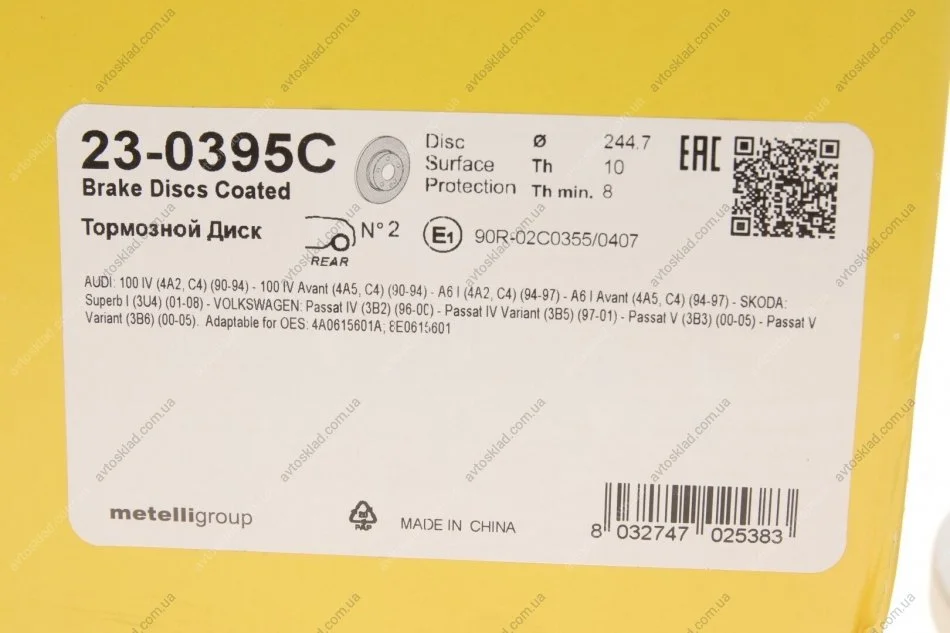 23-0395C
Brake Discs Coated
Тормозной Диск
REAR
N° 2
Disc
Surface
Protection
Ø 244.7
Th 10
Th min. 8
EAC
E1
90R-02C0355/0407
AUDI: 100 IV (4A2, C4) (90-94) - 100 IV Avant (4A5, C4) (90-94) - A6 I (4A2, C4) (94-97) - A6 I Avant (4A5, C4) (94-97) - SKODA:
Superb I (3U4) (01-08) - VOLKSWAGEN: Passat IV (3B2) (96-00) - Passat IV Variant (3B5) (97-01) - Passat V (3B3) (00-05) - Passat V
Variant (3B6) (00-05). Adaptable for OES: 4A0615601A; 8E0615601
metelligroup
20
PAP
MADE IN CHINA
8 032747 025383
avtosklad.com.ua